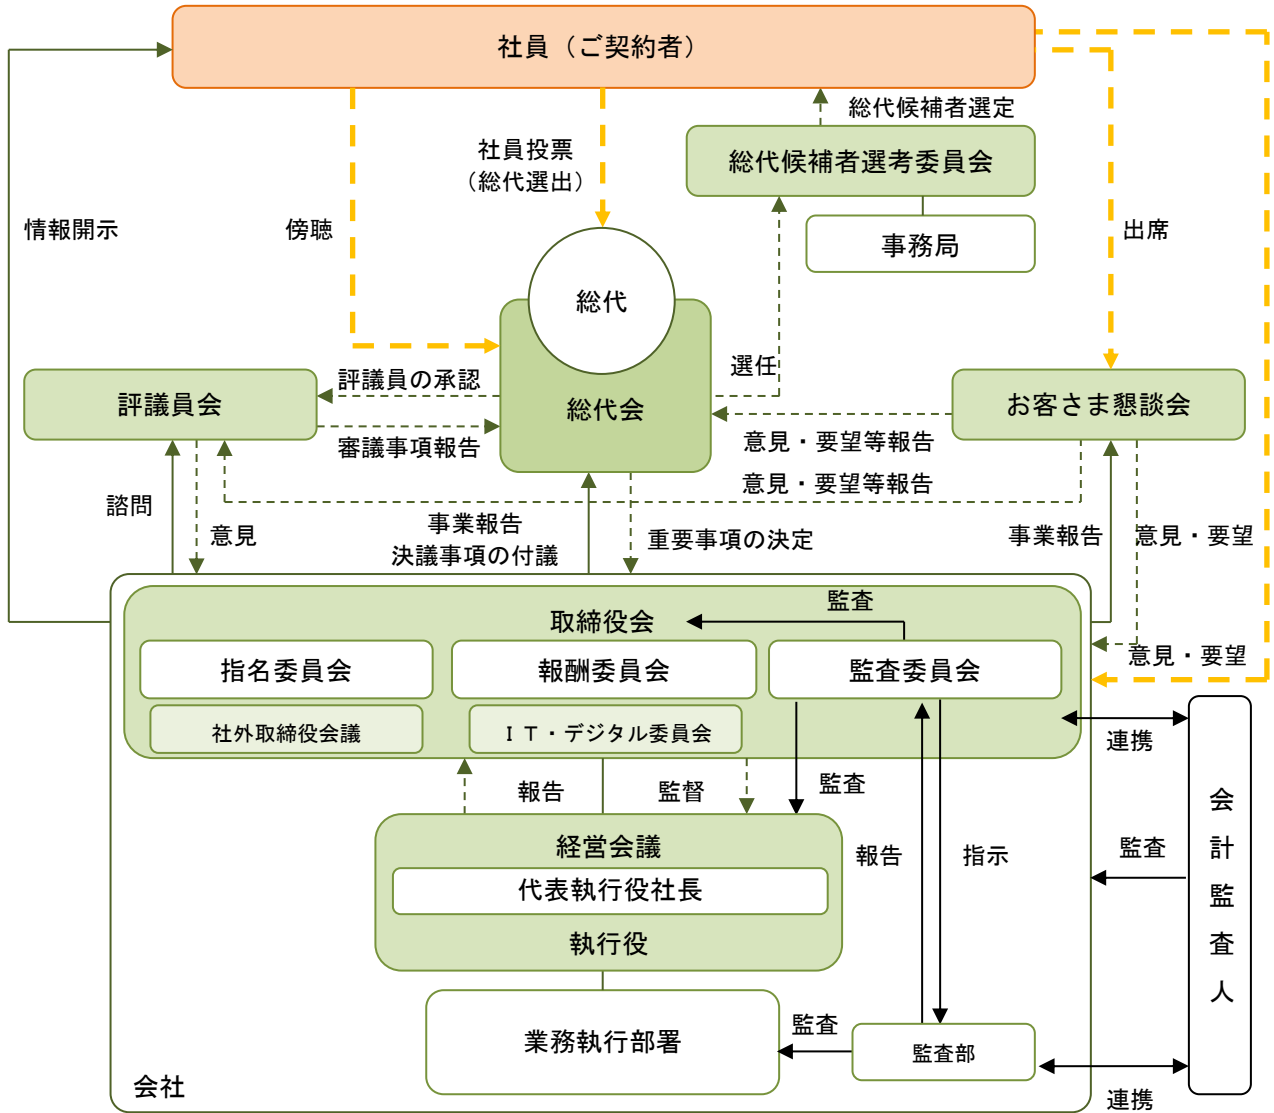 社員（ご契約者）
総代候補者選定
社員投票
（総代選出）
総代候補者選考委員会
情報開示
傍聴
事務局
出席
総代
選任
評議員の承認
評議員会
総代会
お客さま懇談会
審議事項報告
意見・要望等報告
意見・要望等報告
諮問
意見
事業報告
決議事項の付議
重要事項の決定
事業報告
意見・要望
監査
取締役会
意見・要望
指名委員会
報酬委員会
監査委員会
社外取締役会議
ＩＴ・デジタル委員会
連携
報告
監督
監査
会計監査人
経営会議
報告
指示
監査
代表執行役社長
執行役
監査
業務執行部署
監査部
会社
連携